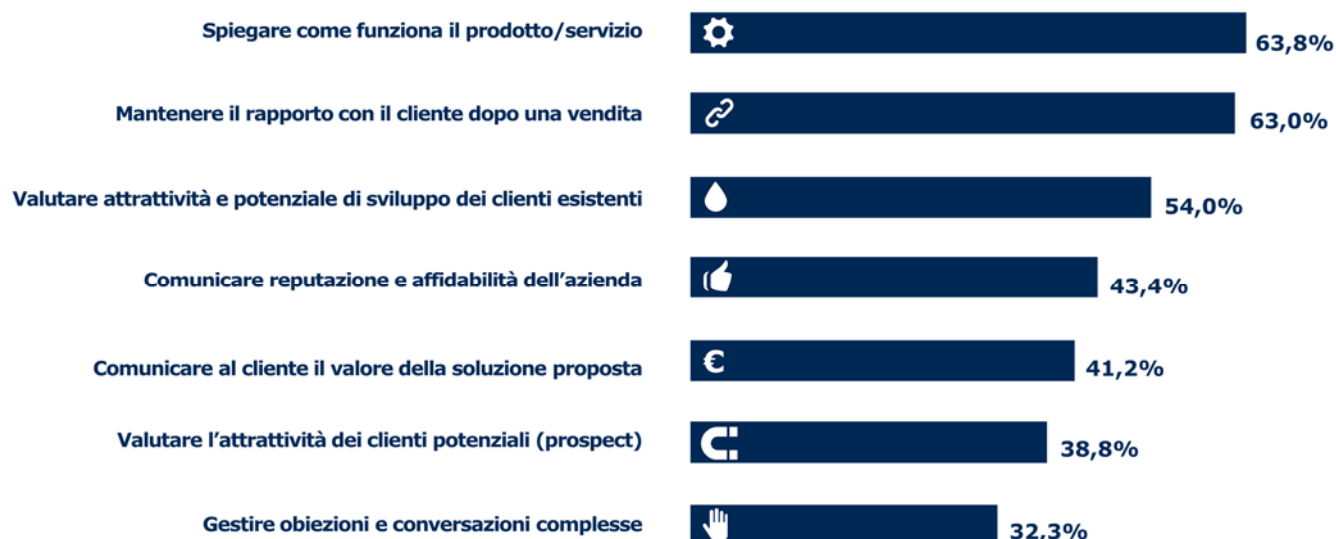 Spiegare come funziona il prodotto/servizio
63,8%
Mantenere il rapporto con il cliente dopo una vendita
63,0%
Valutare attrattività e potenziale di sviluppo dei clienti esistenti
54,0%
Comunicare reputazione e affidabilità dell’azienda
43,4%
Comunicare al cliente il valore della soluzione proposta
€
41,2%
Valutare l’attrattività dei clienti potenziali (prospect)
38,8%
Gestire obiezioni e conversazioni complesse
32,3%